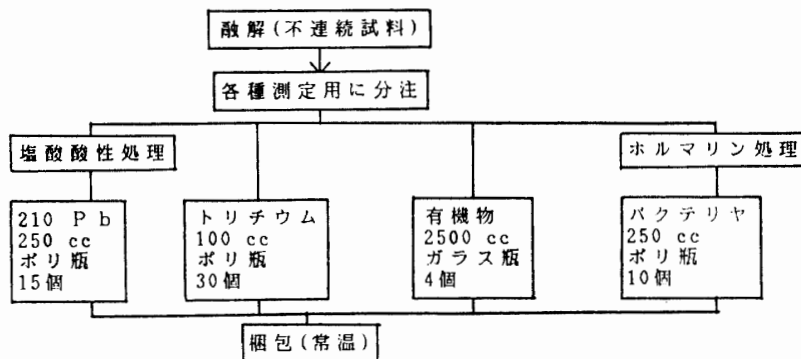 融解(不連続試料)
各種測定用に分注
塩酸酸性処理
ホルマリン処理
210 Pb
250 cc
ポリ瓶
15個
トリチウム
100 cc
ポリ瓶
30個
有機物
2500 cc
ガラス瓶
4個
バクテリヤ
250 cc
ポリ瓶
10個
梱包(常温)